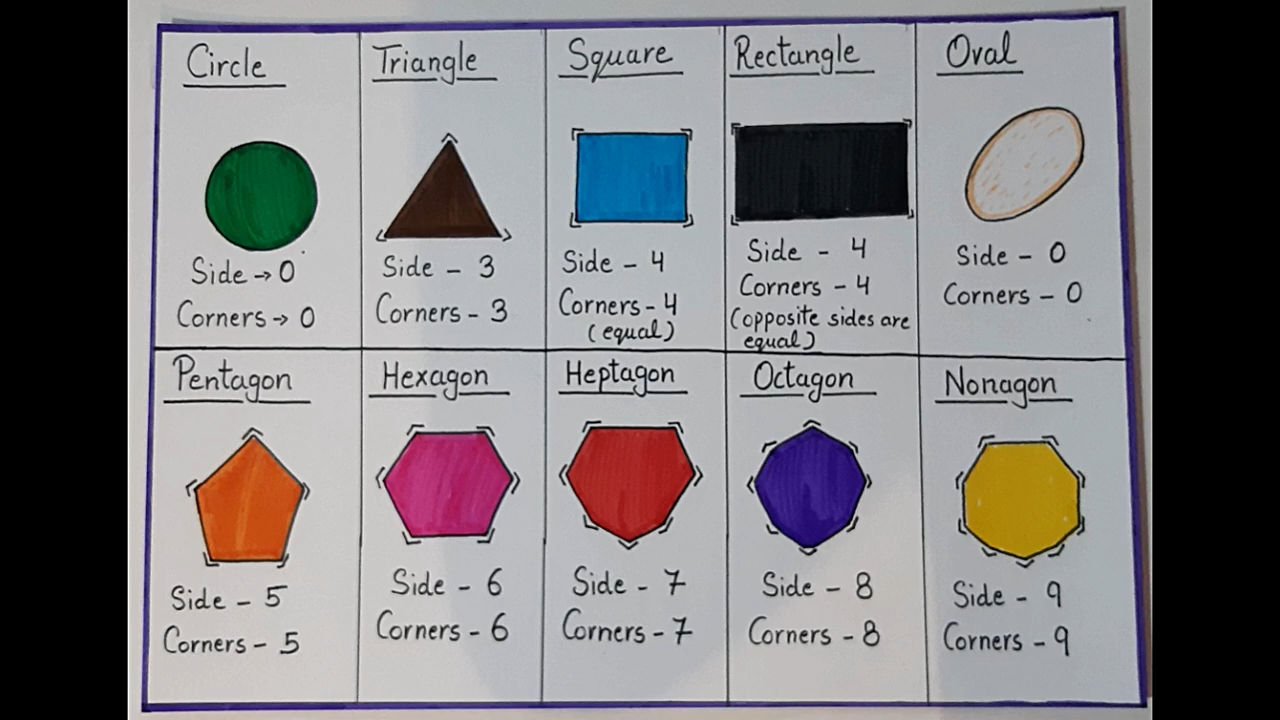 Circle
Side → 0
Corners → 0
Triangle
Side - 3
Corners - 3
Square
Side - 4
Corners - 4
(equal)
Rectangle
Side - 4
Corners - 4
(opposite sides are
equal)
Oval
Side - 0
Corners - 0
Pentagon
Side - 5
Corners - 5
Hexagon
Side - 6
Corners - 6
Heptagon
Side - 7
Corners - 7
Octagon
Side - 8
Corners - 8
Nonagon
Side - 9
Corners - 9